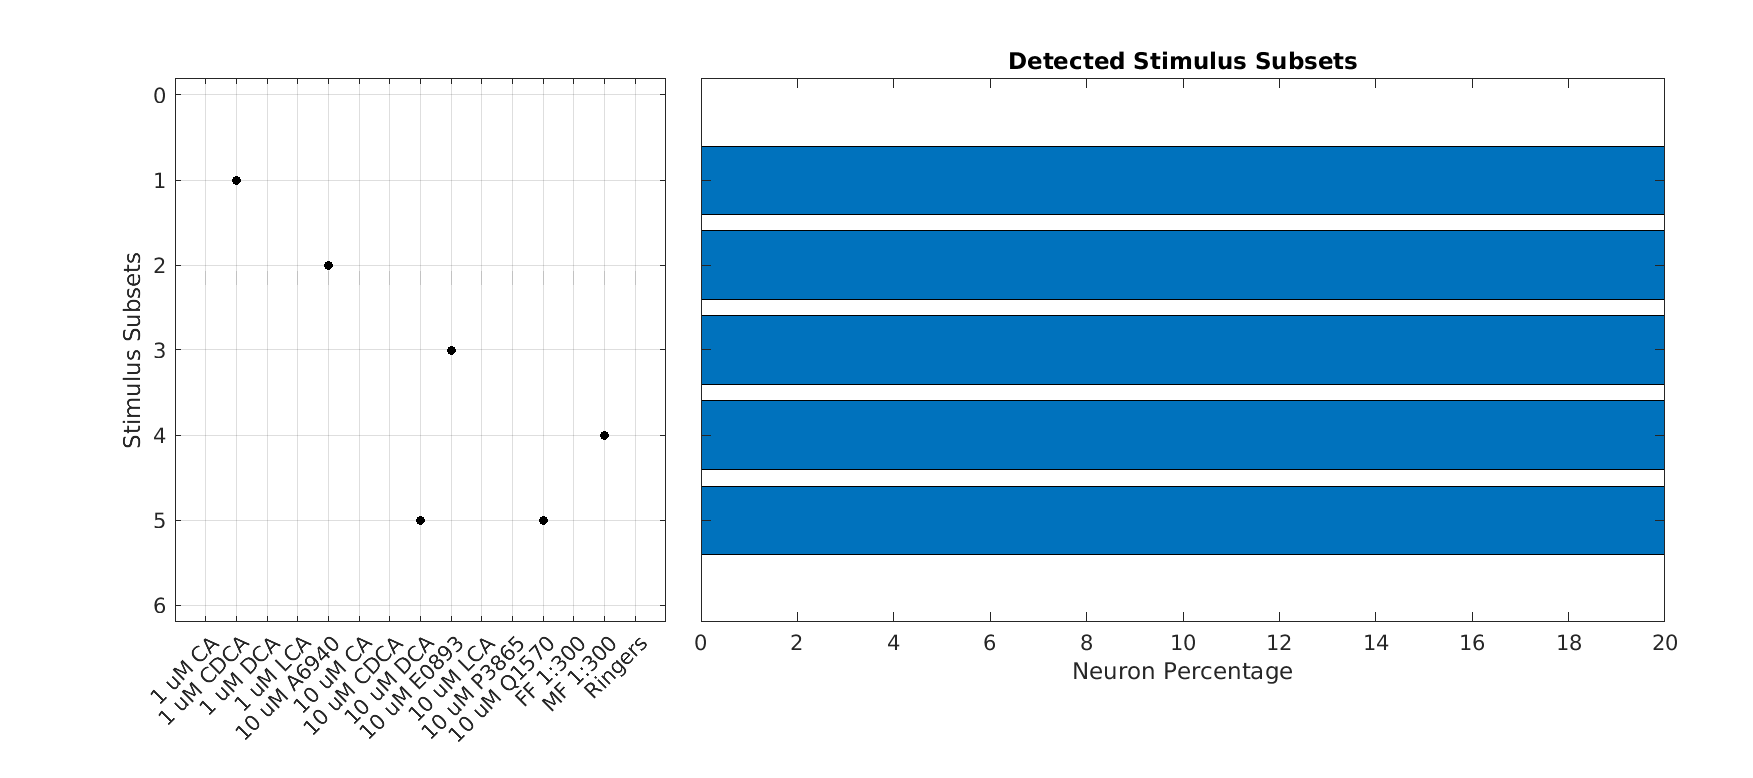 Detected Stimulus Subsets
Stimulus Subsets
0
1
2
3
4
5
6
1 uM CA
1 uM CDCA
1 uM DCA
1 uM LCA
10 uM A6940
10 uM CA
10 uM CDCA
10 uM DCA
10 uM E0893
10 uM LCA
10 uM P3865
10 uM Q1570
FF 1:300
MF 1:300
Ringers
0 2 4 6 8 10 12 14 16 18 20
Neuron Percentage